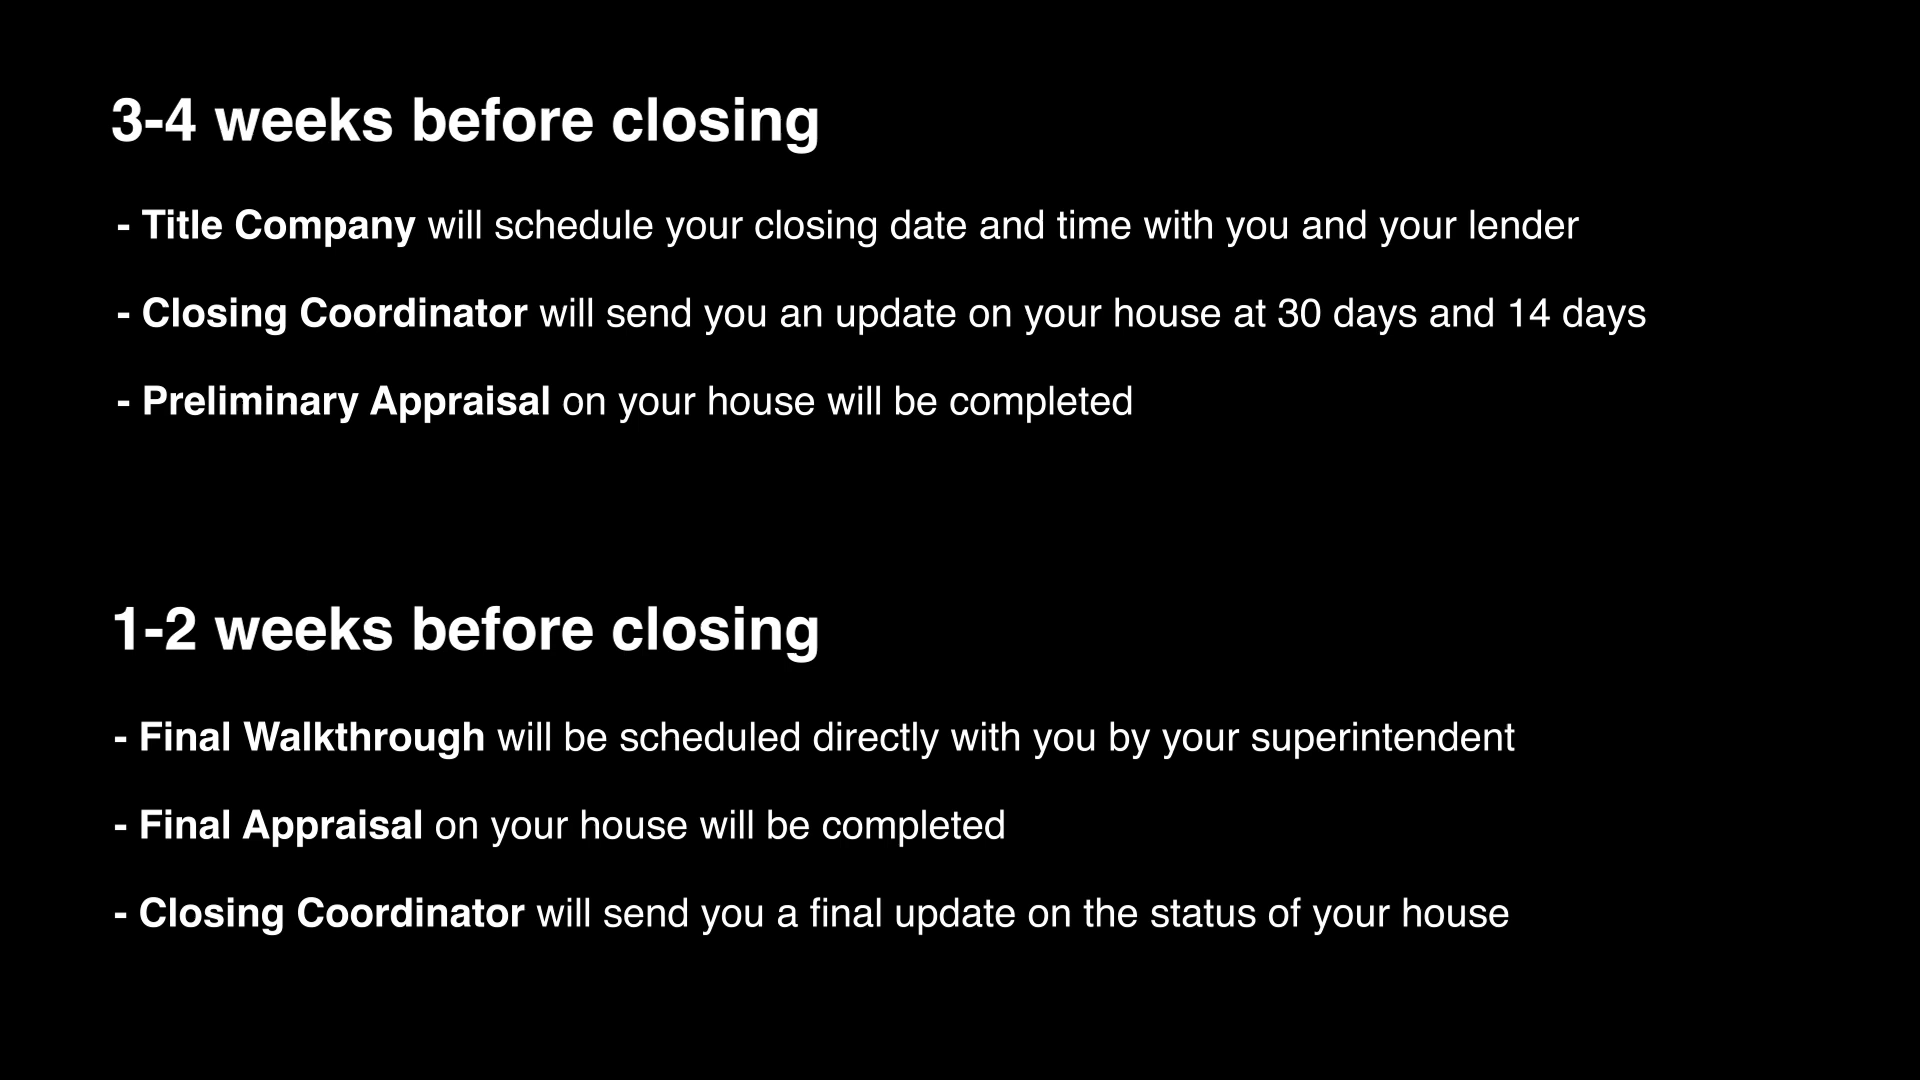 3-4 weeks before closing
- Title Company will schedule your closing date and time with you and your lender
- Closing Coordinator will send you an update on your house at 30 days and 14 days
- Preliminary Appraisal on your house will be completed
1-2 weeks before closing
- Final Walkthrough will be scheduled directly with you by your superintendent
- Final Appraisal on your house will be completed
- Closing Coordinator will send you a final update on the status of your house